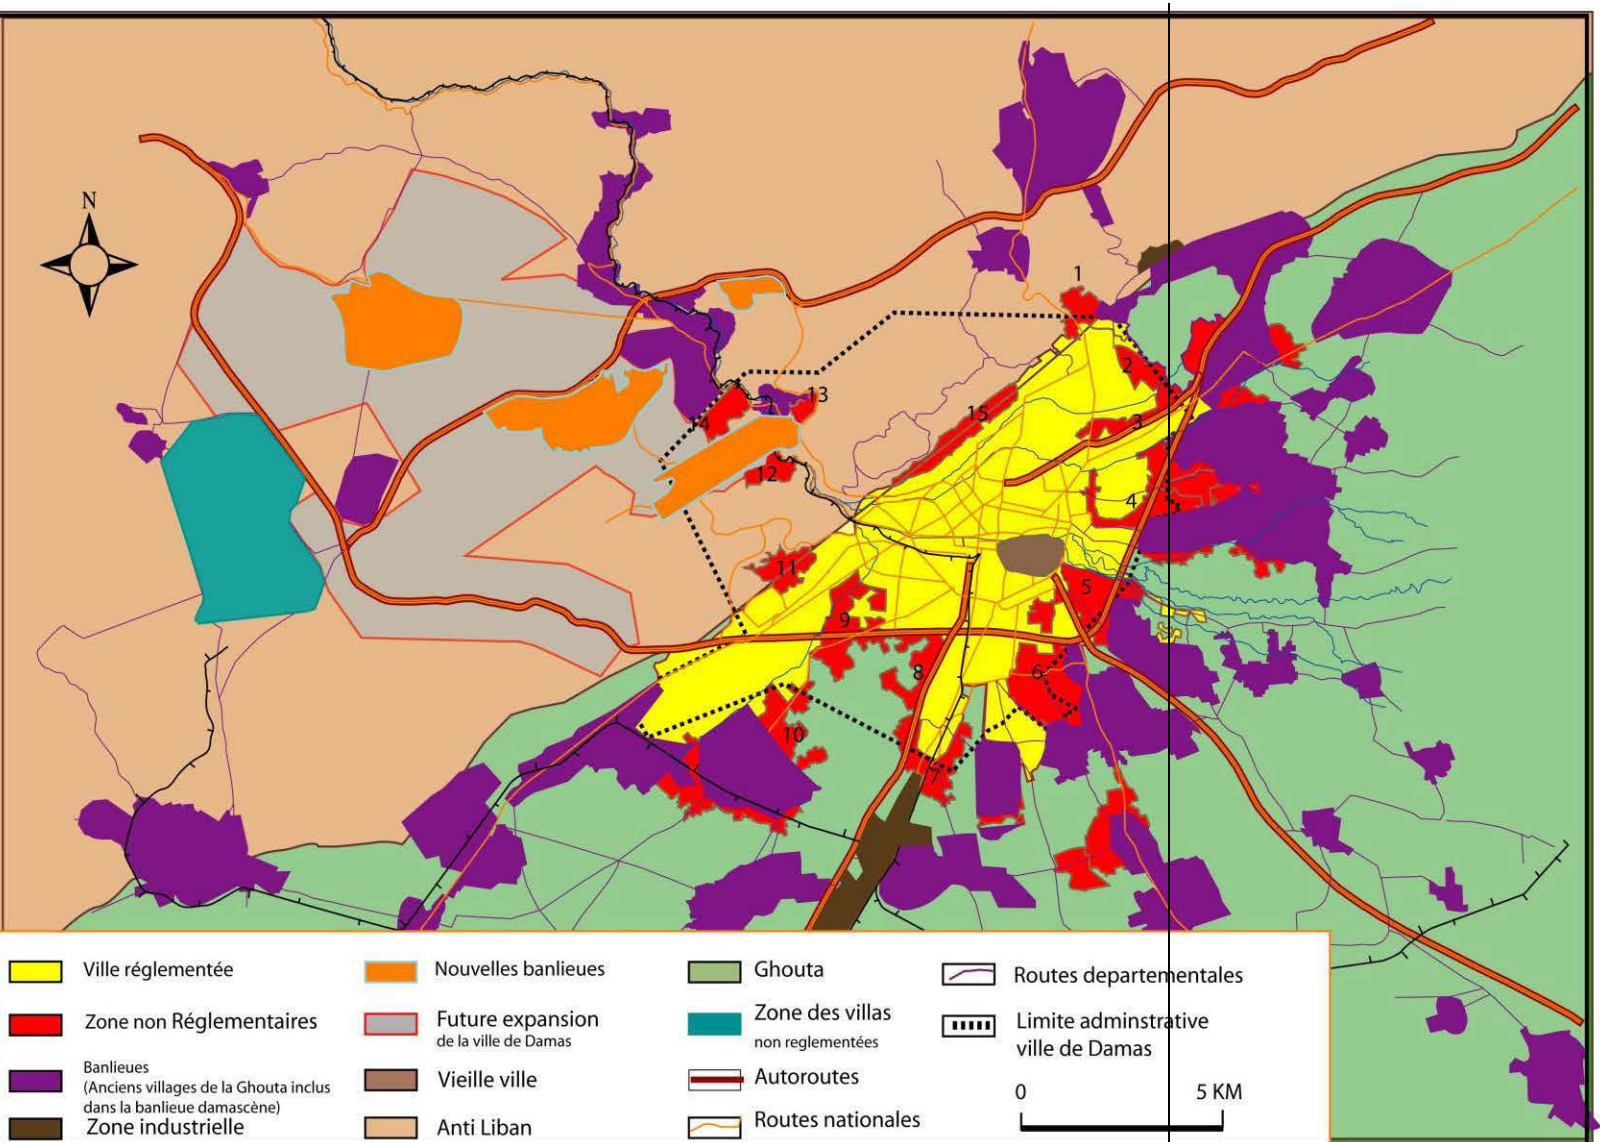 N
1
2
13
3
15
14
12
4
11
5
9
8
6
10
7
Ville réglementée
Zone non Réglementaires
Banlieues
(Anciens villages de la Ghouta inclus
dans la banlieue damascène)
Zone industrielle
Nouvelles banlieues
Future expansion
de la ville de Damas
Vieille ville
Anti Liban
Ghouta
Zone des villas
non reglementées
Autoroutes
Routes nationales
Routes departementales
Limite adminstrative
ville de Damas
0 5 KM